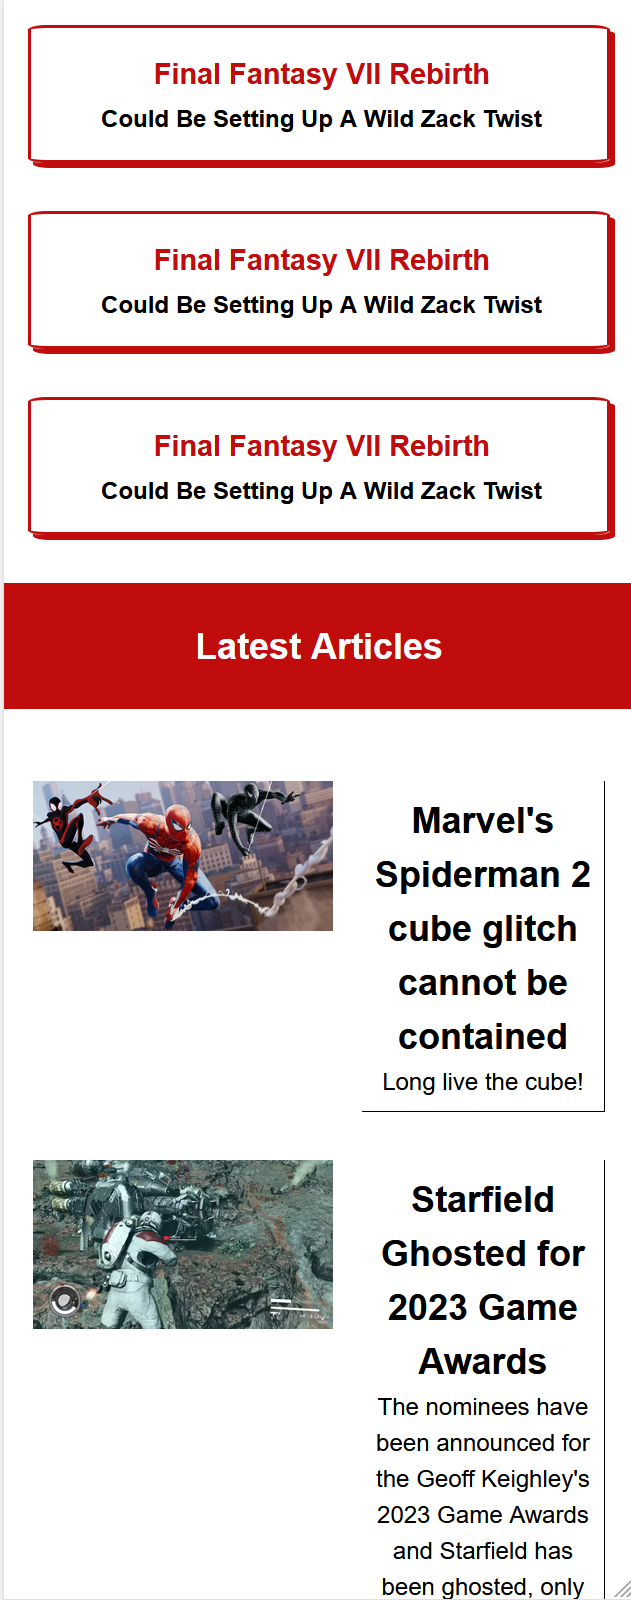 Final Fantasy VII Rebirth
Could Be Setting Up A Wild Zack Twist
Final Fantasy VII Rebirth
Could Be Setting Up A Wild Zack Twist
Final Fantasy VII Rebirth
Could Be Setting Up A Wild Zack Twist
Latest Articles
Marvel's
Spiderman 2
cube glitch
cannot be
contained
Long live the cube!
Starfield
Ghosted for
2023 Game
Awards
The nominees have
been announced for
the Geoff Keighley's
2023 Game Awards
and Starfield has
been ghosted, only